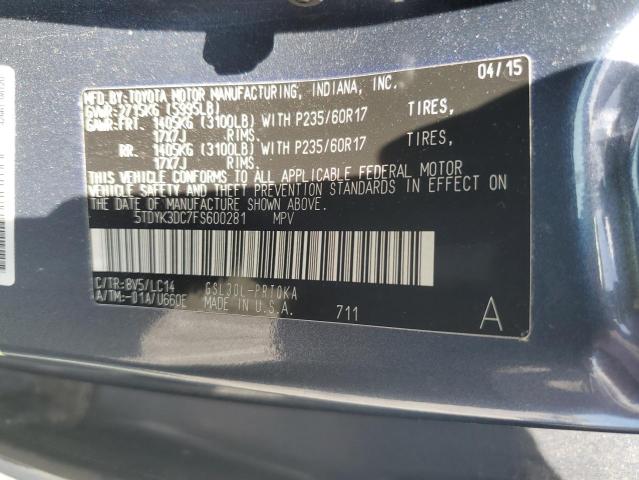 MFD.BY:TOYOTA MOTOR MANUFACTURING, INDIANA, INC. 04/15
GVWR:2715KG (5995LB)
GAWR:FRT. 1405KG (3100LB) WITH P235/60R17 TIRES,
17X7J RIMS.
RR. 1405KG (3100LB) WITH P235/60R17 TIRES,
17X7J RIMS.
THIS VEHICLE CONFORMS TO ALL APPLICABLE FEDERAL MOTOR
VEHICLE SAFETY AND THEFT PREVENTION STANDARDS IN EFFECT ON
THE DATE OF MANUFACTURE SHOWN ABOVE.
5TDYK3DC7FS600281 MPV
C/TR:8V5/LC14 GSL30L-PRTQKA
A/TM:-01A/U660E MADE IN U.S.A. 711 A